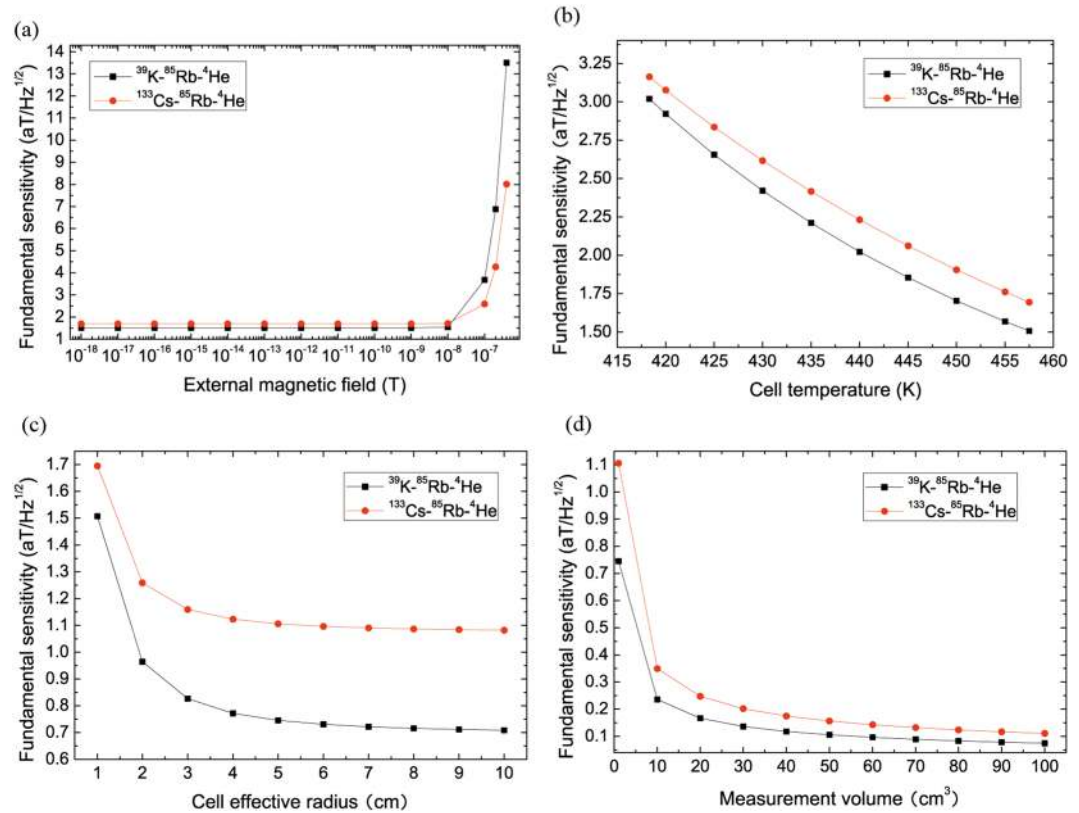 (a)
Fundamental sensitivity (aT/Hz^{1/2})
14
13
12
11
10
9
8
7
6
5
4
3
2
1
³⁹K-⁸⁵Rb-⁴He
¹³³Cs-⁸⁵Rb-⁴He
10⁻¹⁸ 10⁻¹⁷ 10⁻¹⁶ 10⁻¹⁵ 10⁻¹⁴ 10⁻¹³ 10⁻¹² 10⁻¹¹ 10⁻¹⁰ 10⁻⁹ 10⁻⁸ 10⁻⁷
External magnetic field (T)
(b)
Fundamental sensitivity (aT/Hz^{1/2})
3.25
3.00
2.75
2.50
2.25
2.00
1.75
1.50
³⁹K-⁸⁵Rb-⁴He
¹³³Cs-⁸⁵Rb-⁴He
415 420 425 430 435 440 445 450 455 460
Cell temperature (K)
(c)
Fundamental sensitivity (aT/Hz^{1/2})
1.7
1.6
1.5
1.4
1.3
1.2
1.1
1.0
0.9
0.8
0.7
0.6
³⁹K-⁸⁵Rb-⁴He
¹³³Cs-⁸⁵Rb-⁴He
1 2 3 4 5 6 7 8 9 10
Cell effective radius (cm)
(d)
Fundamental sensitivity (aT/Hz^{1/2})
1.1
1.0
0.9
0.8
0.7
0.6
0.5
0.4
0.3
0.2
0.1
³⁹K-⁸⁵Rb-⁴He
¹³³Cs-⁸⁵Rb-⁴He
0 10 20 30 40 50 60 70 80 90 100
Measurement volume (cm³)